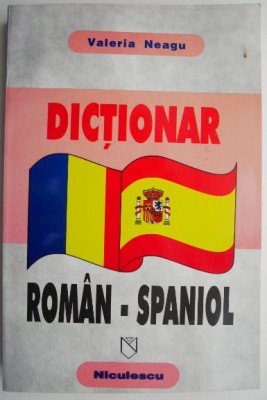 Valeria Neagu
DICȚIONAR
ROMÂN - SPANIOL
Niculescu